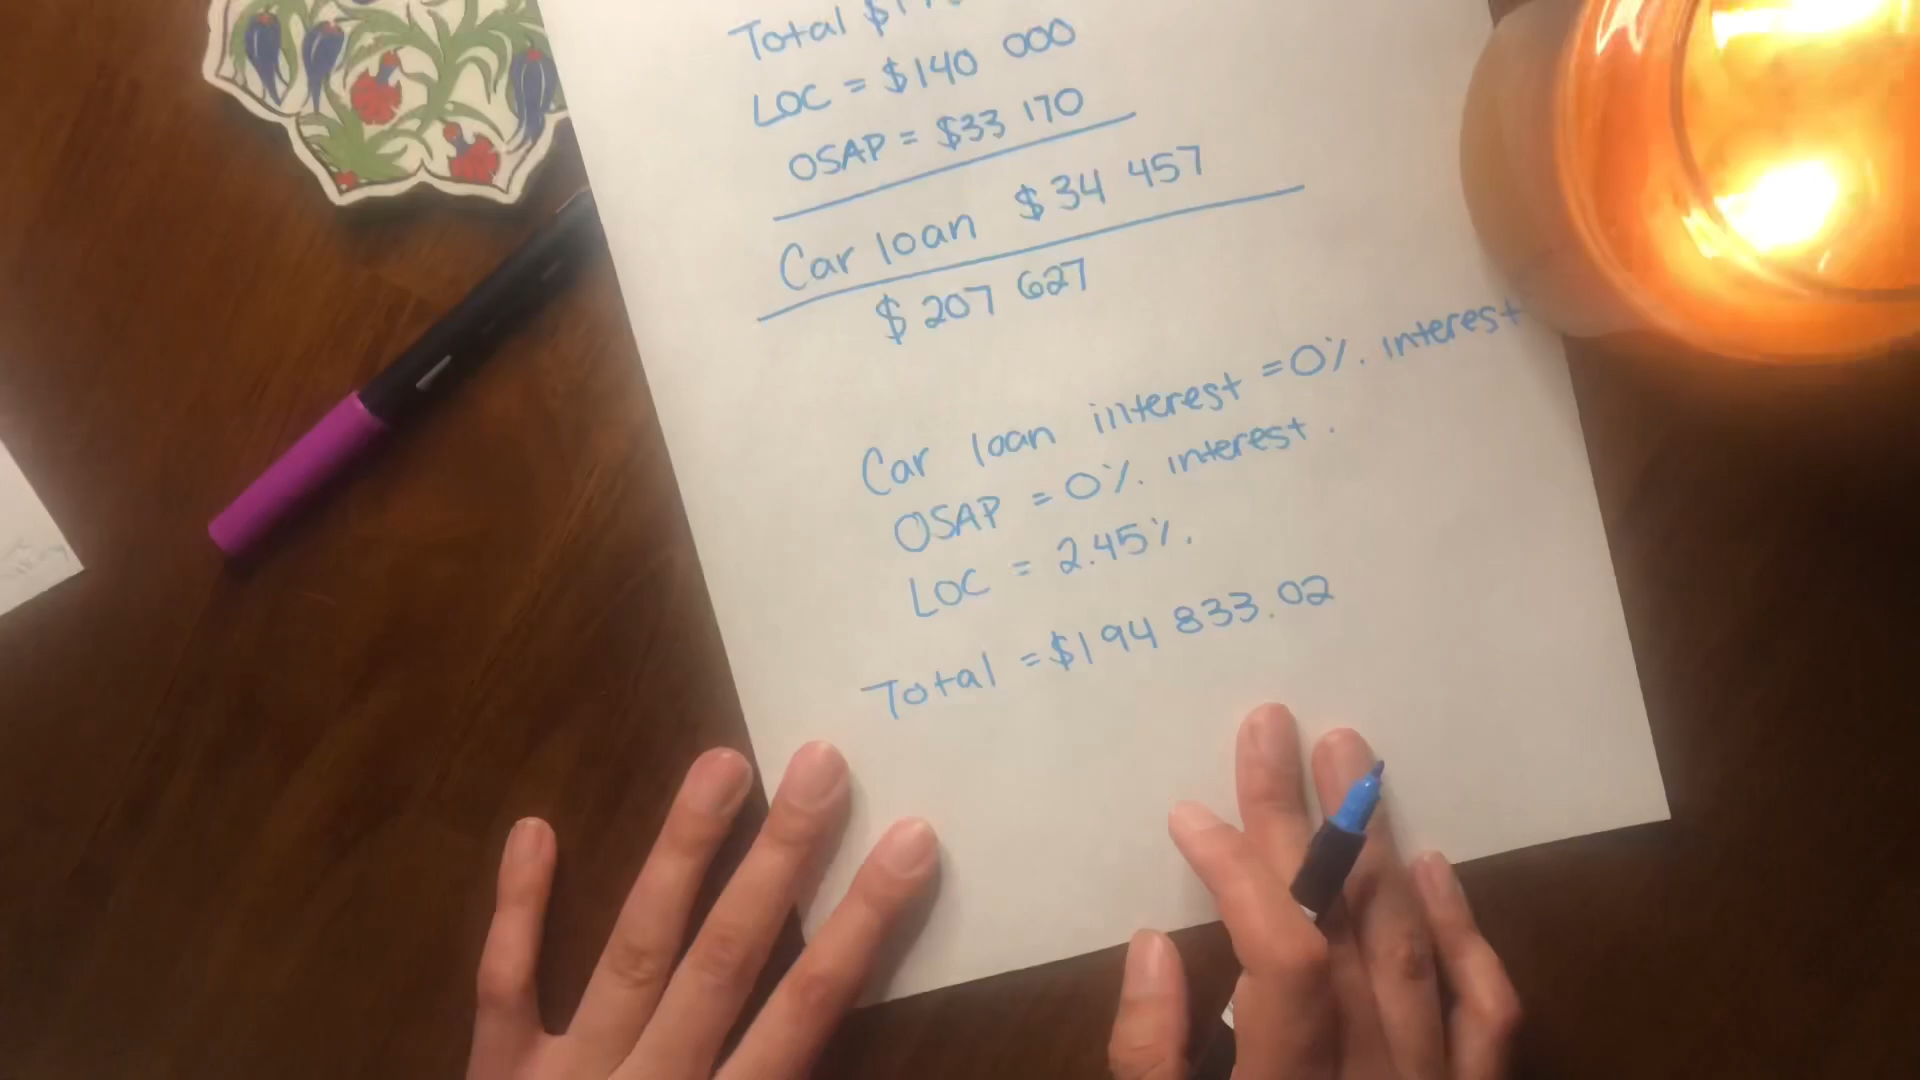 Total $
LOC = $140 000
OSAP = $33 170
Car loan $34 457
$207 627
Car loan interest = 0% interest
OSAP = 0% interest.
LOC = 2.45%.
Total = $194 833.02